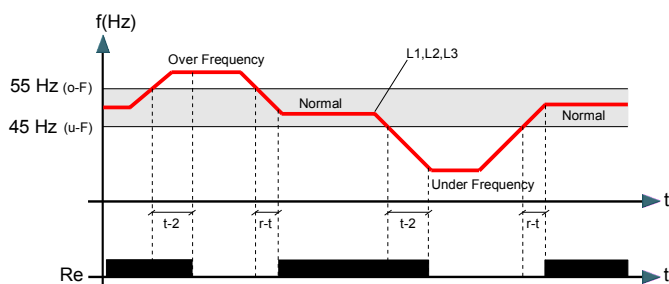 f(Hz)
Over Frequency
L1,L2,L3
55 Hz (o-F)
Normal
Normal
45 Hz (u-F)
Under Frequency
t
t-2
r-t
t-2
r-t
Re
t